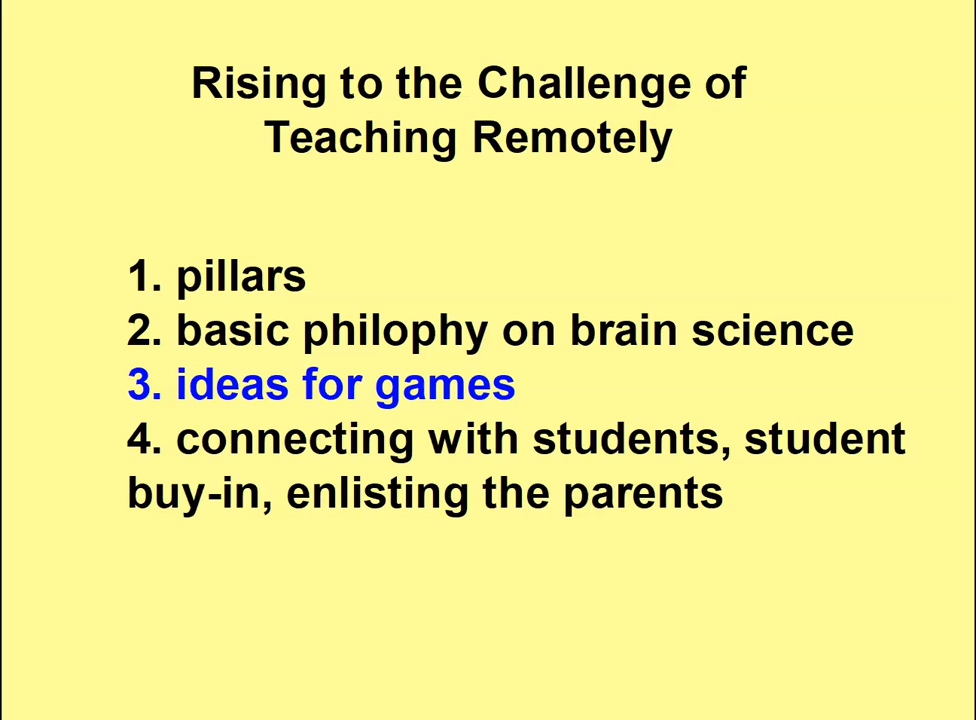 Rising to the Challenge of
Teaching Remotely
1. pillars
2. basic philophy on brain science
3. ideas for games
4. connecting with students, student
buy-in, enlisting the parents